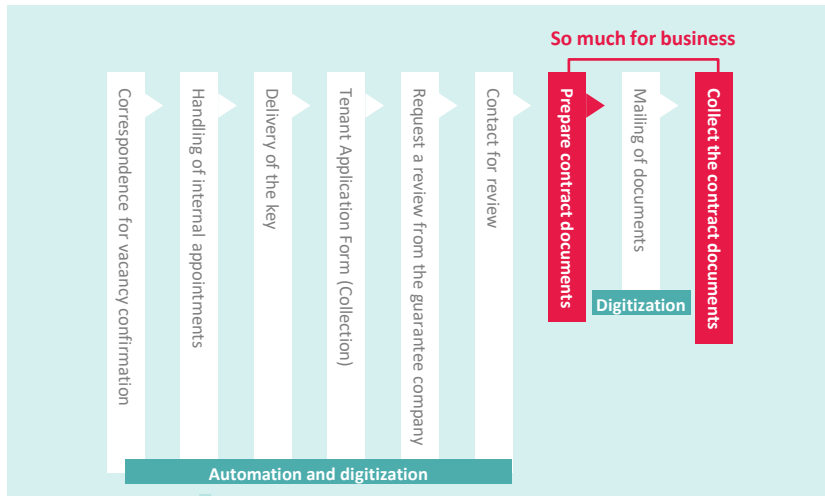 So much for business
Correspondence for vacancy confirmation
Handling of internal appointments
Delivery of the key
Tenant Application Form (Collection)
Request a review from the guarantee company
Contact for review
Prepare contract documents
Mailing of documents
Collect the contract documents
Digitization
Automation and digitization